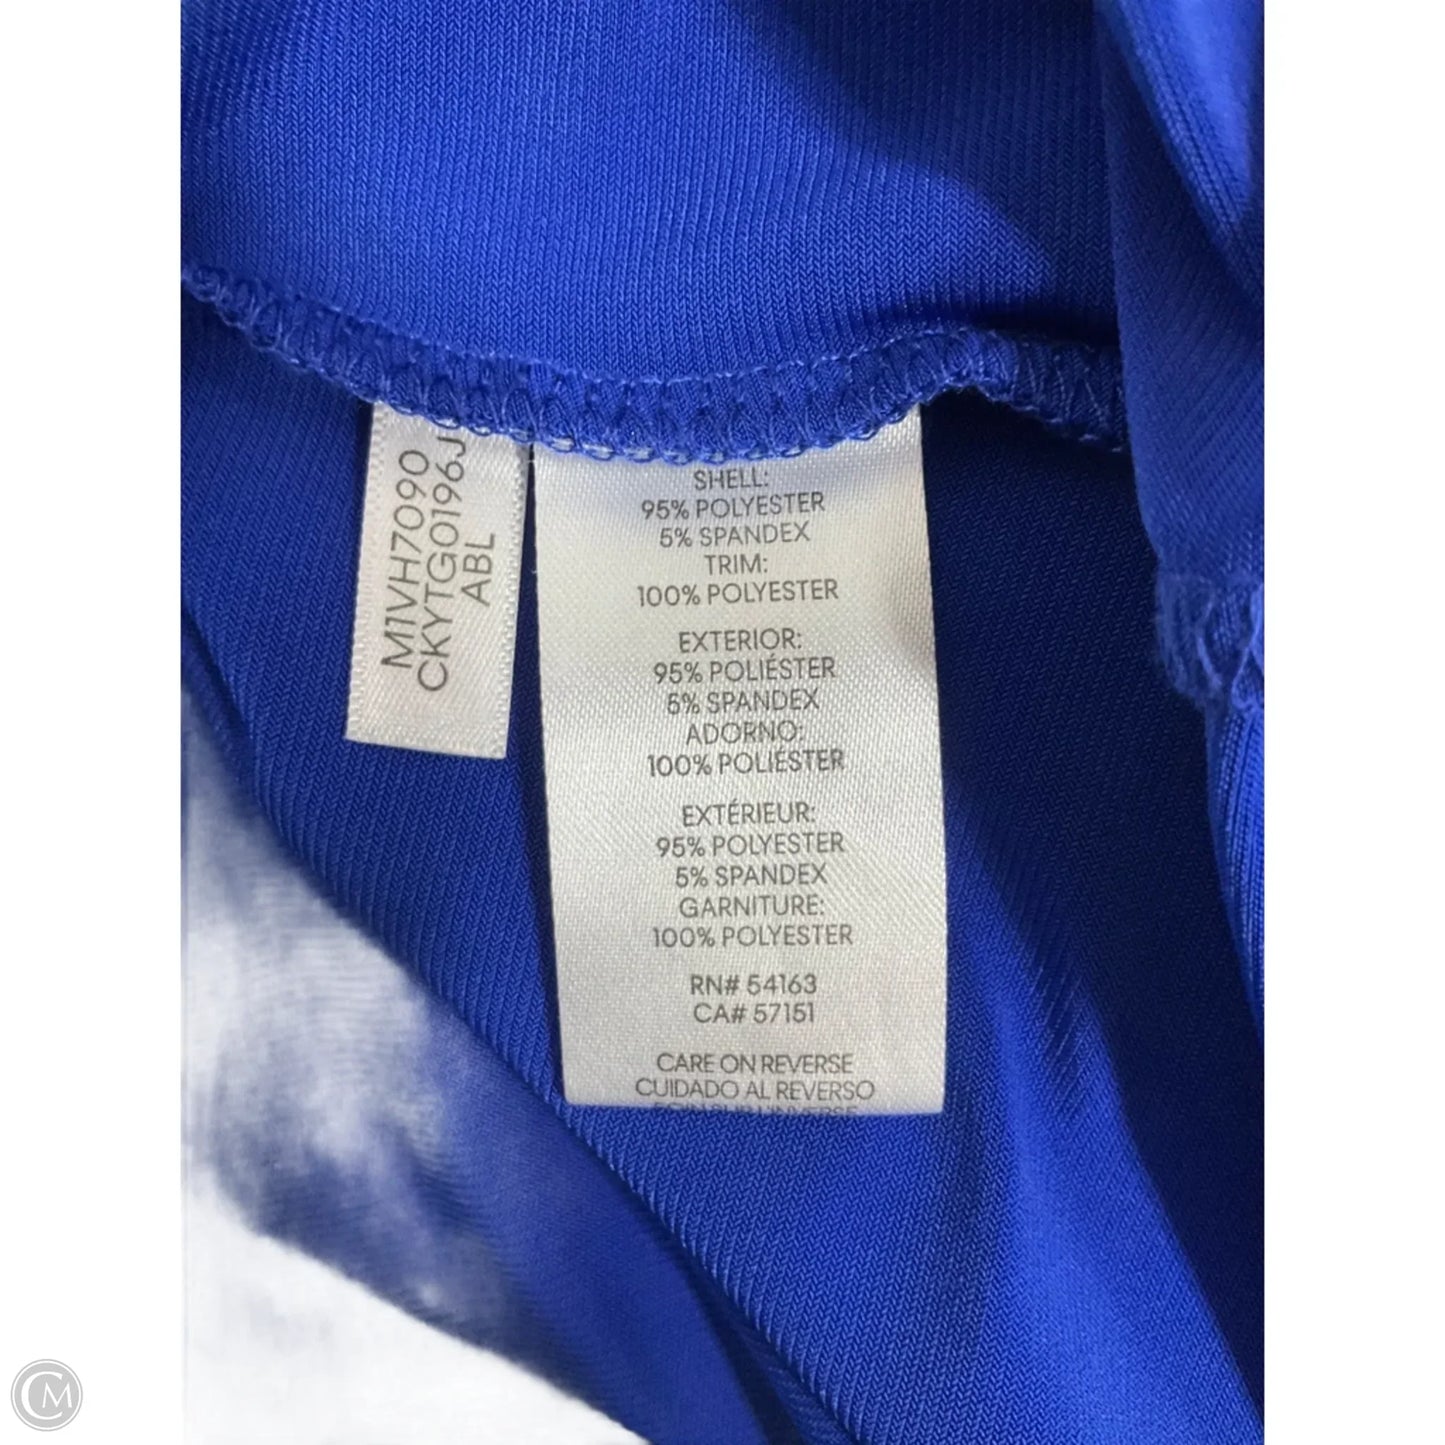 M1VH7090
CKYTG0196J
ABL
SHELL:
95% POLYESTER
5% SPANDEX
TRIM:
100% POLYESTER
EXTERIOR:
95% POLIÉSTER
5% SPANDEX
ADORNO:
100% POLIÉSTER
EXTÉRIEUR:
95% POLYESTER
5% SPANDEX
GARNITURE:
100% POLYESTER
RN# 54163
CA# 57151
CARE ON REVERSE
CUIDADO AL REVERSO
CM